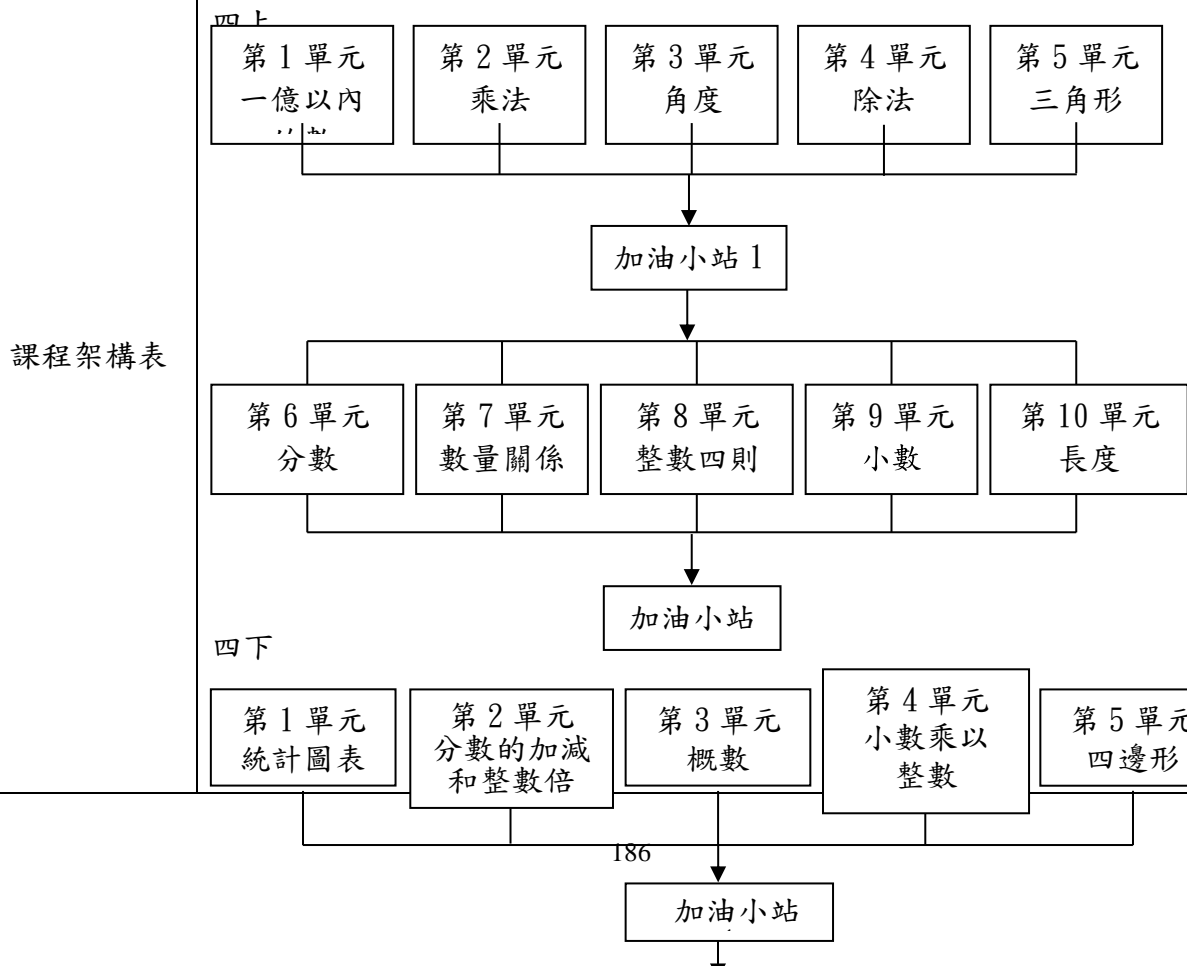 四上
第1單元
一億以內
第2單元
乘法
第3單元
角度
第4單元
除法
第5單元
三角形
加油小站1
課程架構表
第6單元
分數
第7單元
數量關係
第8單元
整數四則
第9單元
小數
第10單元
長度
加油小站
四下
第1單元
統計圖表
第2單元
分數的加減
和整數倍
第3單元
概數
第4單元
小數乘以
整數
第5單元
四邊形
186
加油小站